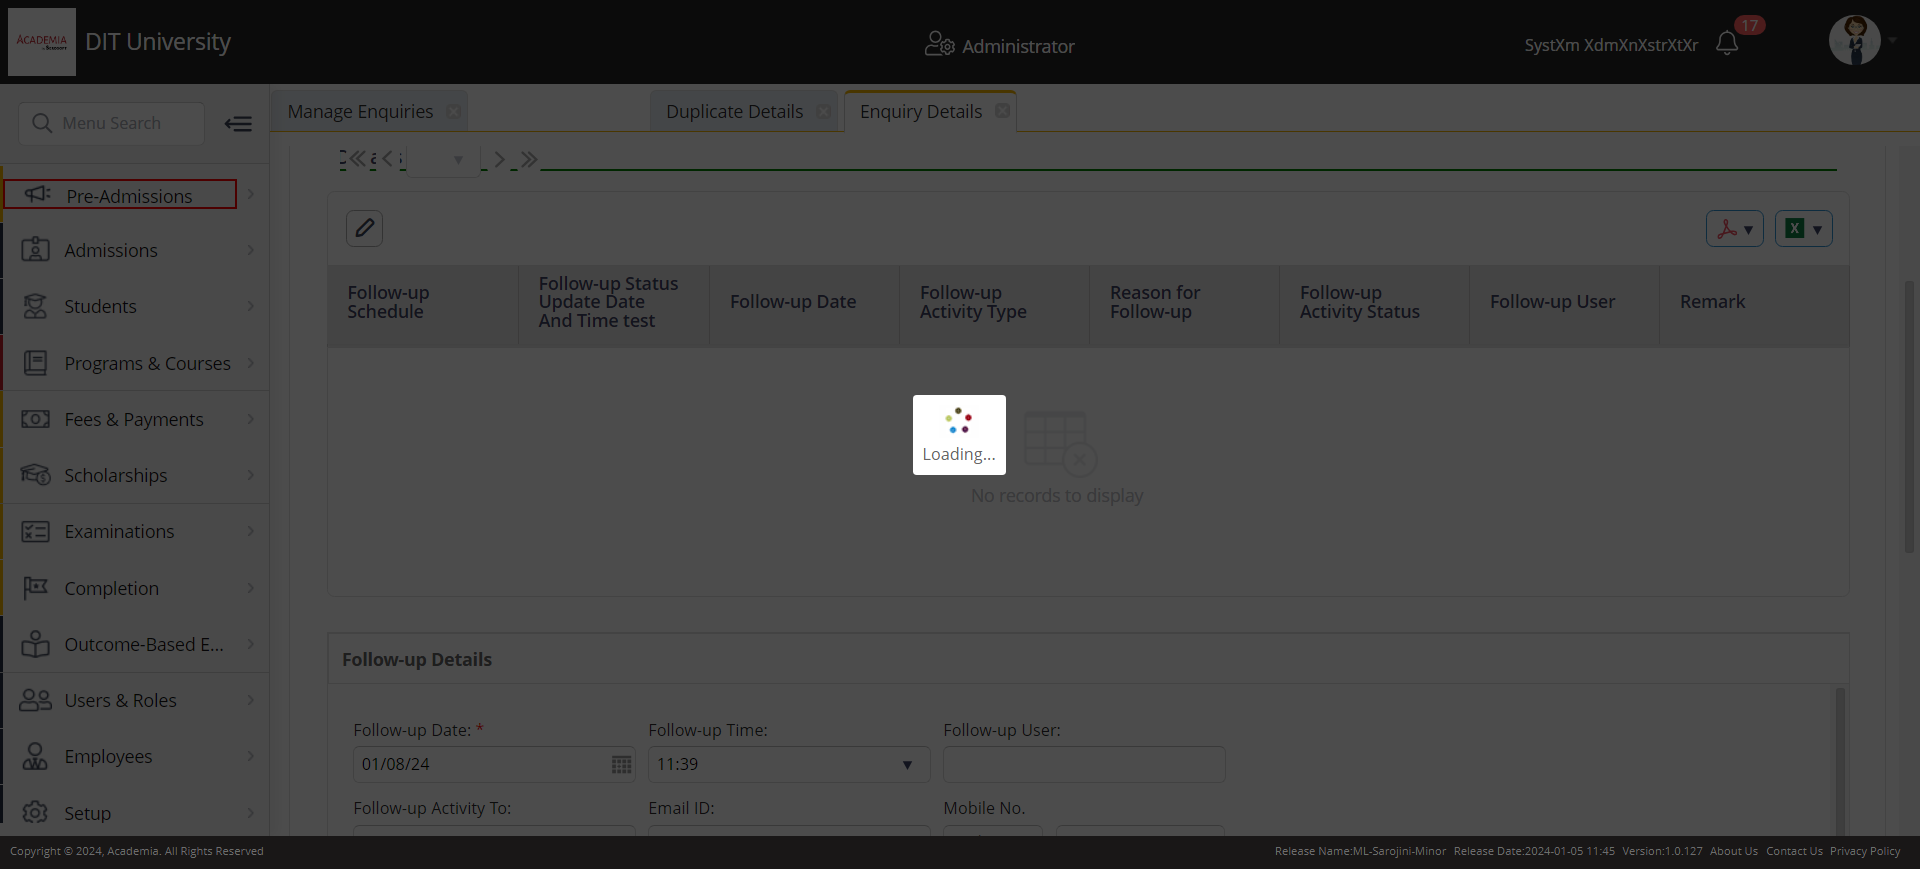 ACADEMIA
DIT University
Administrator
SystXm XdmXnXstrXtXr
17
Menu Search
Manage Enquiries
Duplicate Details
Enquiry Details
Pre-Admissions
Admissions
Students
Programs & Courses
Fees & Payments
Scholarships
Examinations
Completion
Outcome-Based E...
Users & Roles
Employees
Setup
Follow-up
Schedule
Follow-up Status
Update Date
And Time test
Follow-up Date
Follow-up
Activity Type
Reason for
Follow-up
Follow-up
Activity Status
Follow-up User
Remark
Loading...
No records to display
Follow-up Details
Follow-up Date: *
Follow-up Time:
Follow-up User:
01/08/24
11:39
Follow-up Activity To:
Email ID:
Mobile No.
Copyright © 2024, Academia. All Rights Reserved
Release Name:ML-Sarojini-Minor Release Date:2024-01-05 11:45 Version:1.0.127 About Us Contact Us Privacy Policy